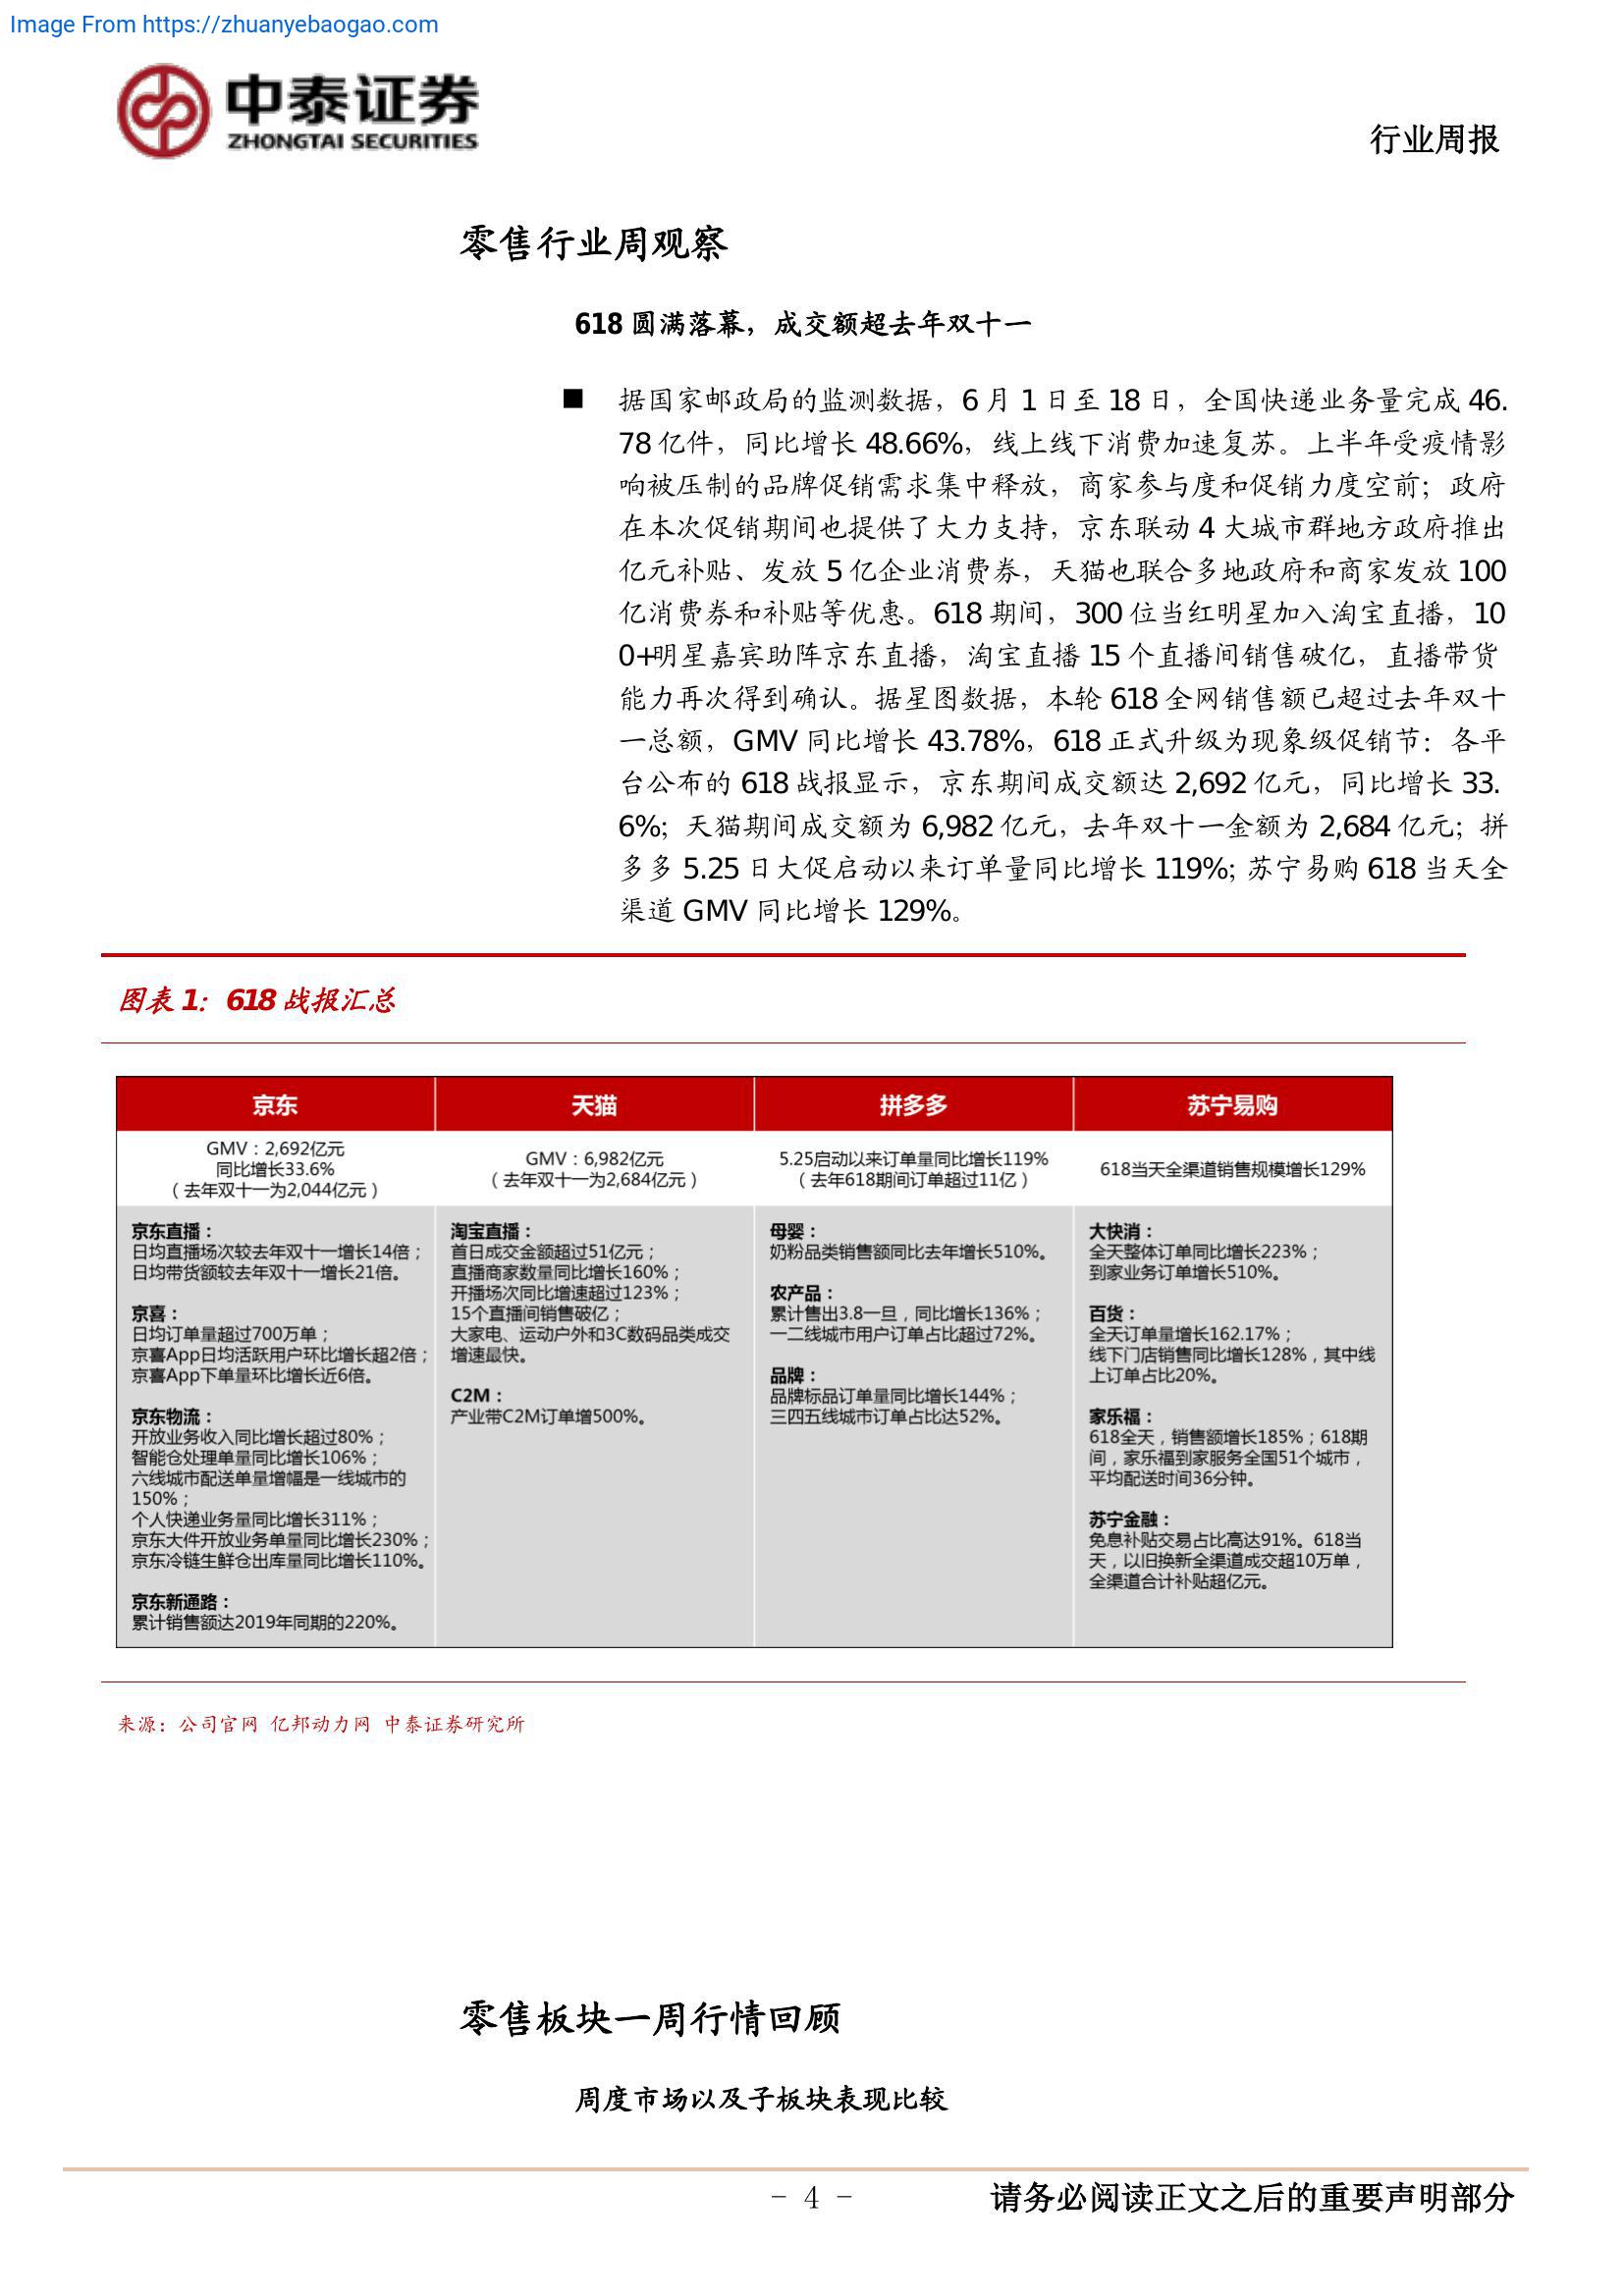 Image From https://zhuanyebaogao.com
中泰证券
ZHONGTAI SECURITIES
行业周报
零售行业周观察
618 圆满落幕，成交额超去年双十一
■ 据国家邮政局的监测数据，6 月 1 日至 18 日，全国快递业务量完成 46.
78 亿件，同比增长 48.66%，线上线下消费加速复苏。上半年受疫情影
响被压制的品牌促销需求集中释放，商家参与度和促销力度空前；政府
在本次促销期间也提供了大力支持，京东联动 4 大城市群地方政府推出
亿元补贴、发放 5 亿企业消费券，天猫也联合多地政府和商家发放 100
亿消费券和补贴等优惠。618 期间，300 位当红明星加入淘宝直播，10
0+明星嘉宾助阵京东直播，淘宝直播 15 个直播间销售破亿，直播带货
能力再次得到确认。据星图数据，本轮 618 全网销售额已超过去年双十
一总额，GMV 同比增长 43.78%，618 正式升级为现象级促销节：各平
台公布的 618 战报显示，京东期间成交额达 2,692 亿元，同比增长 33.
6%；天猫期间成交额为 6,982 亿元，去年双十一金额为 2,684 亿元；拼
多多 5.25 日大促启动以来订单量同比增长 119%; 苏宁易购 618 当天全
渠道 GMV 同比增长 129%。
图表 1：618 战报汇总
京东
GMV：2,692亿元
同比增长33.6%
（去年双十一为2,044亿元）
京东直播：
日均直播场次较去年双十一增长14倍；
日均带货额较去年双十一增长21倍。
京喜：
日均订单量超过700万单；
京喜App日均活跃用户环比增长超2倍；
京喜App下单量环比增长近6倍。
京东物流：
开放业务收入同比增长超过80%；
智能仓处理单量同比增长106%；
六线城市配送单量增幅是一线城市的
150%；
个人快递业务量同比增长311%；
京东大件开放业务单量同比增长230%；
京东冷链生鲜仓出库量同比增长110%。
京东新通路：
累计销售额达2019年同期的220%。
天猫
GMV：6,982亿元
（去年双十一为2,684亿元）
淘宝直播：
首日成交金额超过51亿元；
直播商家数量同比增长160%；
开播场次同比增速超过123%；
15个直播间销售破亿；
大家电、运动户外和3C数码品类成交
增速最快。
C2M：
产业带C2M订单增500%。
拼多多
5.25启动以来订单量同比增长119%
（去年618期间订单超过11亿）
母婴：
奶粉品类销售额同比去年增长510%。
农产品：
累计售出3.8一旦，同比增长136%；
一二线城市用户订单占比超过72%。
品牌：
品牌标品订单量同比增长144%；
三四五线城市订单占比达52%。
苏宁易购
618当天全渠道销售规模增长129%
大快消：
全天整体订单同比增长223%；
到家业务订单增长510%。
百货：
全天订单量增长162.17%；
线下门店销售同比增长128%，其中线
上订单占比20%。
家乐福：
618全天，销售额增长185%；618期
间，家乐福到家服务全国51个城市，
平均配送时间36分钟。
苏宁金融：
免息补贴交易占比高达91%。618当
天，以旧换新全渠道成交超10万单，
全渠道合计补贴超亿元。
来源：公司官网 亿邦动力网 中泰证券研究所
零售板块一周行情回顾
周度市场以及子板块表现比较
- 4 -
请务必阅读正文之后的重要声明部分